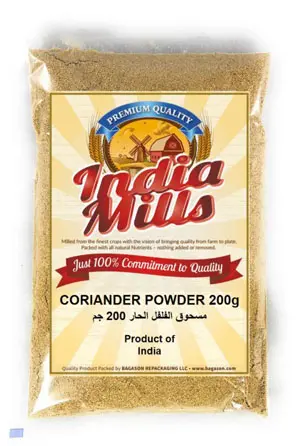 PREMIUM QUALITY
India
Mills
Milled from the finest crops with the vision of bringing quality from farm to plate.
Packed with all natural Nutrients - nothing added or removed.
Just 100% Commitment to Quality
CORIANDER POWDER 200g
مسحوق الفلفل الحار 200 جم
Product of
India
Quality Product Packed by BAGASON REPACKAGING LLC - www.bagason.com